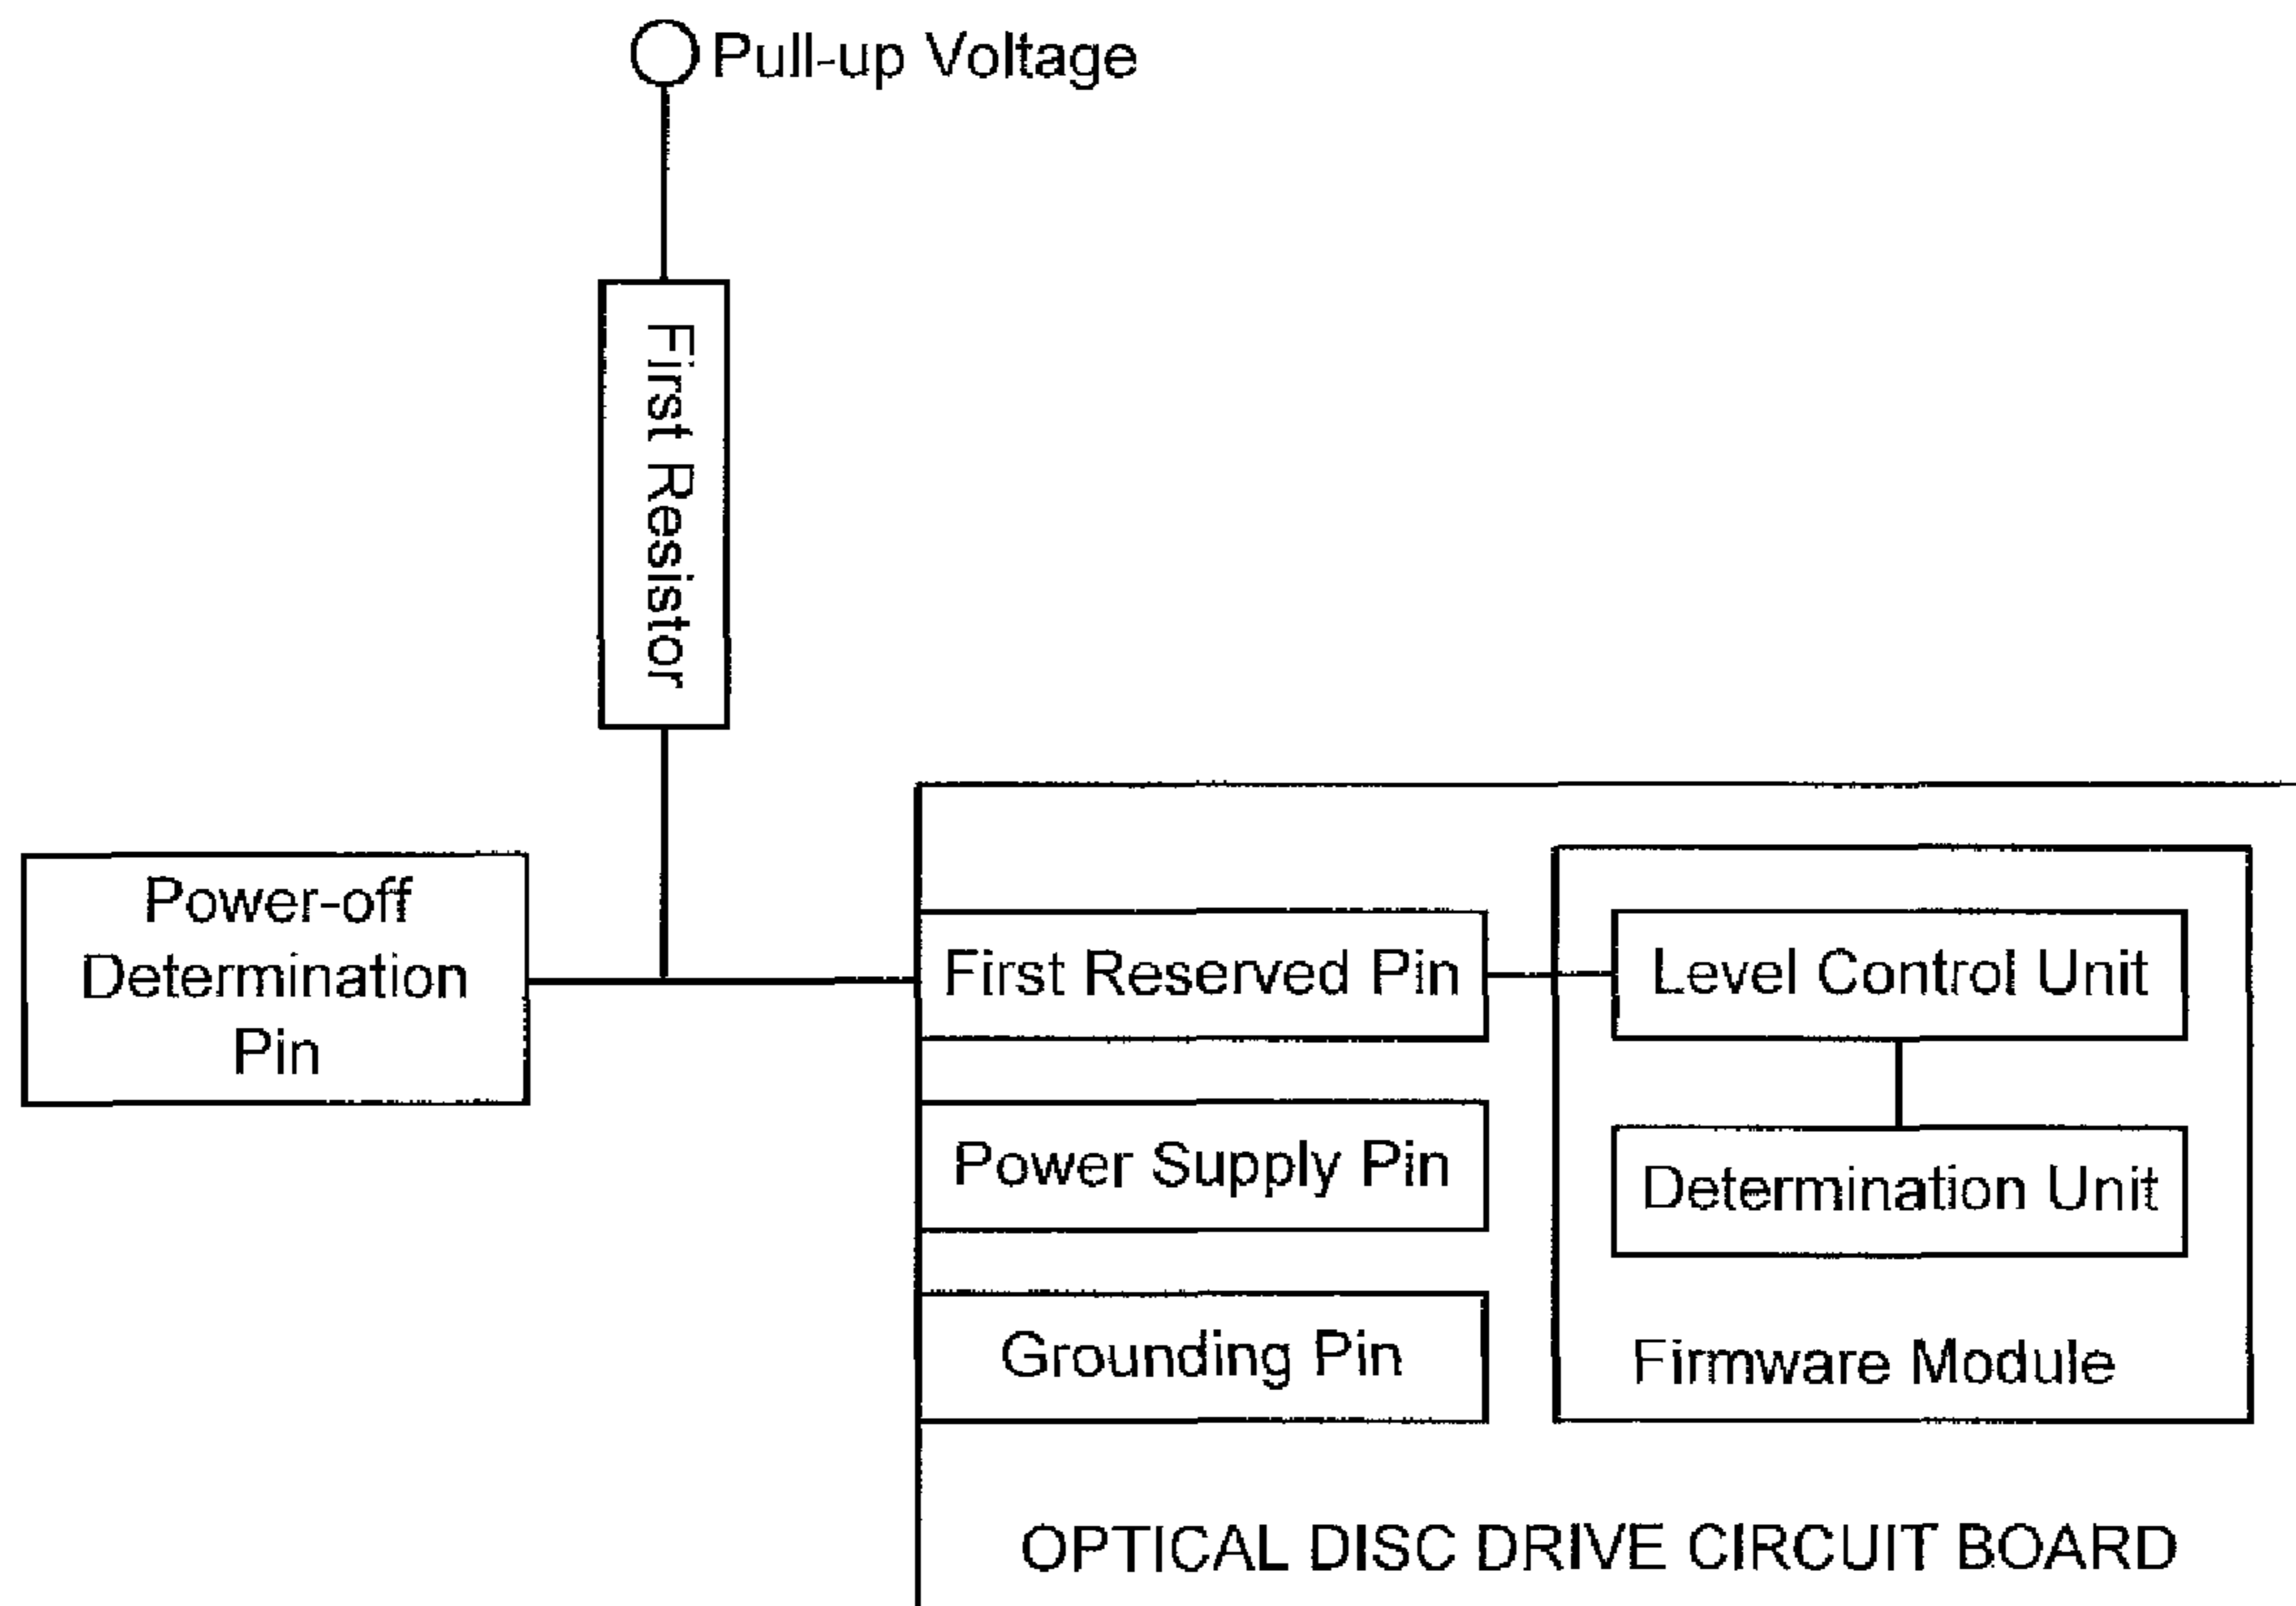 Pull-up Voltage
First Resistor
Power-off
Determination
Pin
First Reserved Pin
Level Control Unit
Power Supply Pin
Determination Unit
Grounding Pin
Firmware Module
OPTICAL DISC DRIVE CIRCUIT BOARD